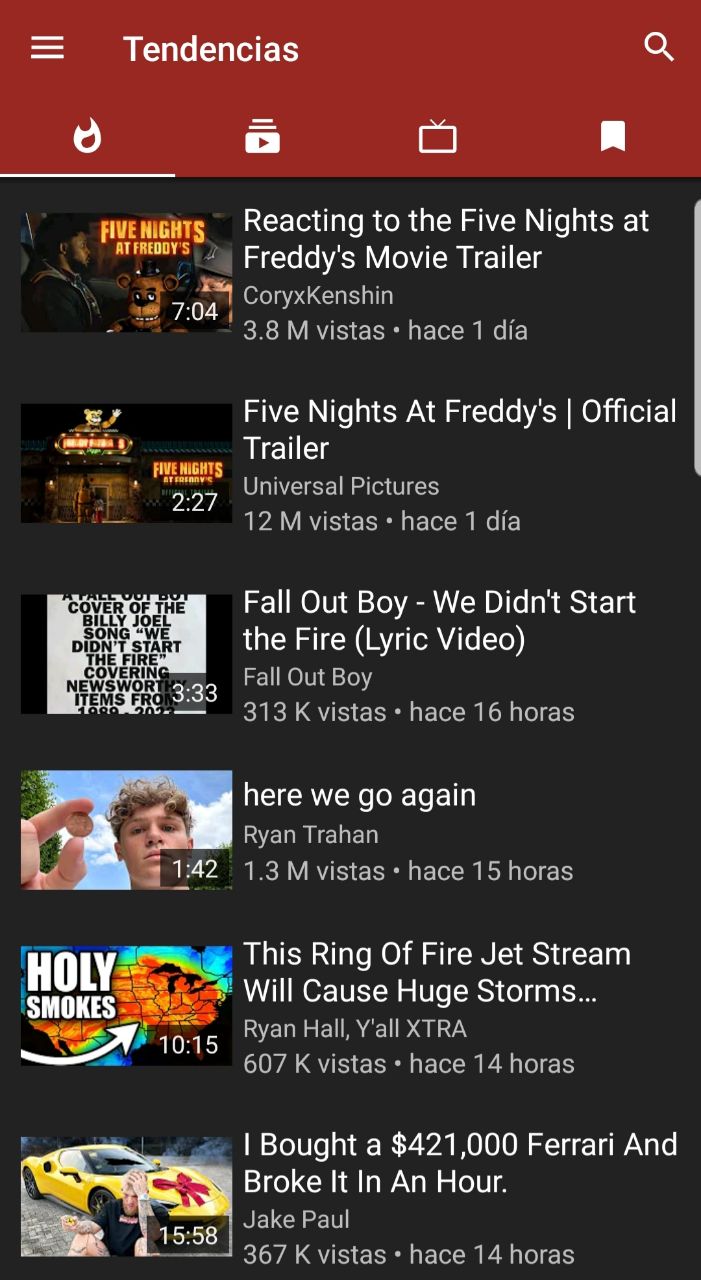 Tendencias
FIVE NIGHTS
AT FREDDY'S
7:04
Reacting to the Five Nights at
Freddy's Movie Trailer
CoryxKenshin
3.8 M vistas • hace 1 día
FIVE NIGHTS
AT FREDDY'S
2:27
Five Nights At Freddy's | Official
Trailer
Universal Pictures
12 M vistas • hace 1 día
A FALL OUT BOY
COVER OF THE
BILLY JOEL
SONG “WE
DIDN'T START
THE FIRE”
COVERING
NEWSWORTHY
ITEMS FROM
1989 - 2023
3:33
Fall Out Boy - We Didn't Start
the Fire (Lyric Video)
Fall Out Boy
313 K vistas • hace 16 horas
1:42
here we go again
Ryan Trahan
1.3 M vistas • hace 15 horas
HOLY
SMOKES
10:15
This Ring Of Fire Jet Stream
Will Cause Huge Storms...
Ryan Hall, Y'all XTRA
607 K vistas • hace 14 horas
15:58
I Bought a $421,000 Ferrari And
Broke It In An Hour.
Jake Paul
367 K vistas • hace 14 horas